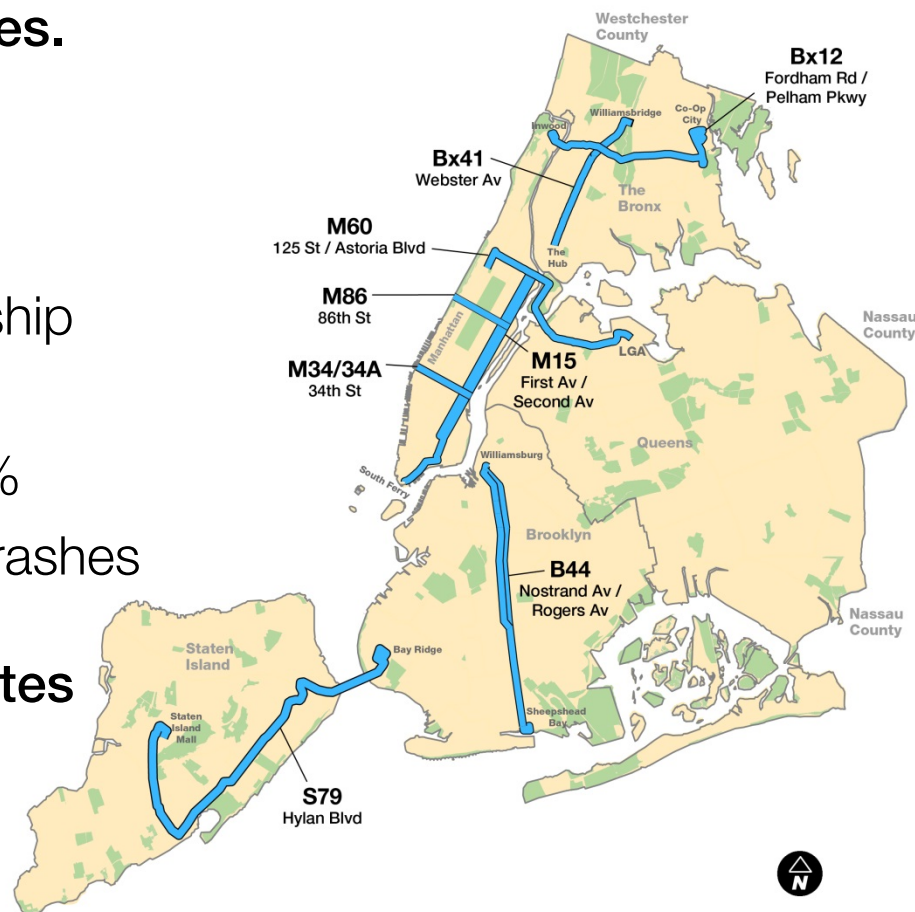 es.
ship
%
rashes
tes
Westchester
County
Bx12
Fordham Rd /
Pelham Pkwy
Co-Op
City
Williamsbridge
Inwood
Bx41
Webster Av
The
Bronx
M60
125 St / Astoria Blvd
The
Hub
M86
86th St
Manhattan
Nassau
County
LGA
M15
First Av /
Second Av
M34/34A
34th St
Queens
Williamsburg
South Ferry
Brooklyn
B44
Nostrand Av /
Rogers Av
Nassau
County
Staten
Island
Bay Ridge
Staten
Island
Mall
Sheepshead
Bay
S79
Hylan Blvd
N